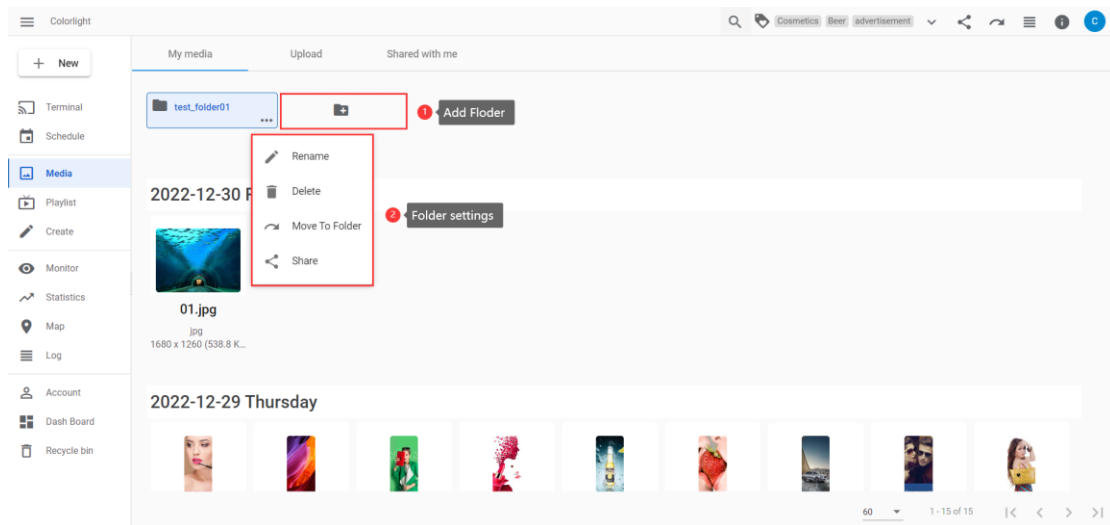 Colorlight
Cosmetics Beer advertisement
C
+ New
My media Upload Shared with me
Terminal
Schedule
Media
Playlist
Create
Monitor
Statistics
Map
Log
Account
Dash Board
Recycle bin
test_folder01
1 Add Floder
Rename
Delete
Move To Folder
Share
2 Folder settings
2022-12-30 F
01.jpg
jpg
1680 x 1260 (538.8 K...
2022-12-29 Thursday
60 1 - 15 of 15